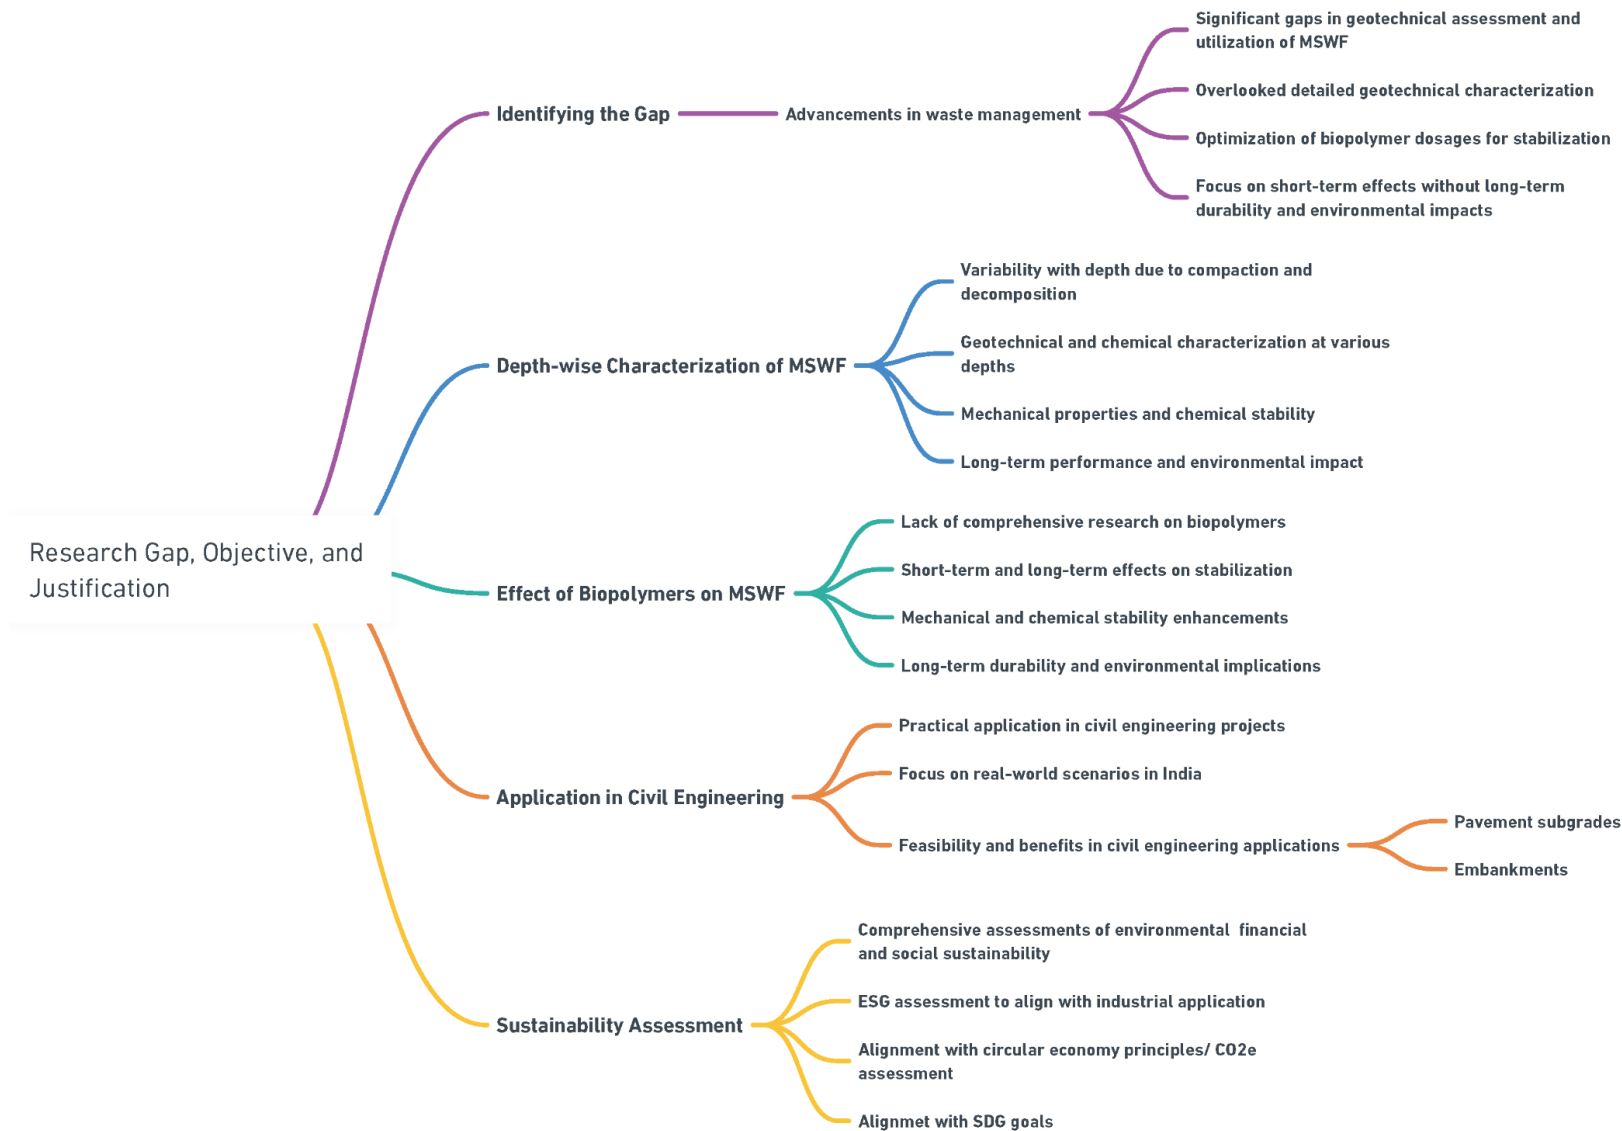 Research Gap, Objective, and
Justification
Identifying the Gap
Advancements in waste management
Significant gaps in geotechnical assessment and
utilization of MSWF
Overlooked detailed geotechnical characterization
Optimization of biopolymer dosages for stabilization
Focus on short-term effects without long-term
durability and environmental impacts
Depth-wise Characterization of MSWF
Variability with depth due to compaction and
decomposition
Geotechnical and chemical characterization at various
depths
Mechanical properties and chemical stability
Long-term performance and environmental impact
Effect of Biopolymers on MSWF
Lack of comprehensive research on biopolymers
Short-term and long-term effects on stabilization
Mechanical and chemical stability enhancements
Long-term durability and environmental implications
Application in Civil Engineering
Practical application in civil engineering projects
Focus on real-world scenarios in India
Feasibility and benefits in civil engineering applications
Pavement subgrades
Embankments
Sustainability Assessment
Comprehensive assessments of environmental  financial
and social sustainability
ESG assessment to align with industrial application
Alignment with circular economy principles/ CO2e
assessment
Alignmet with SDG goals